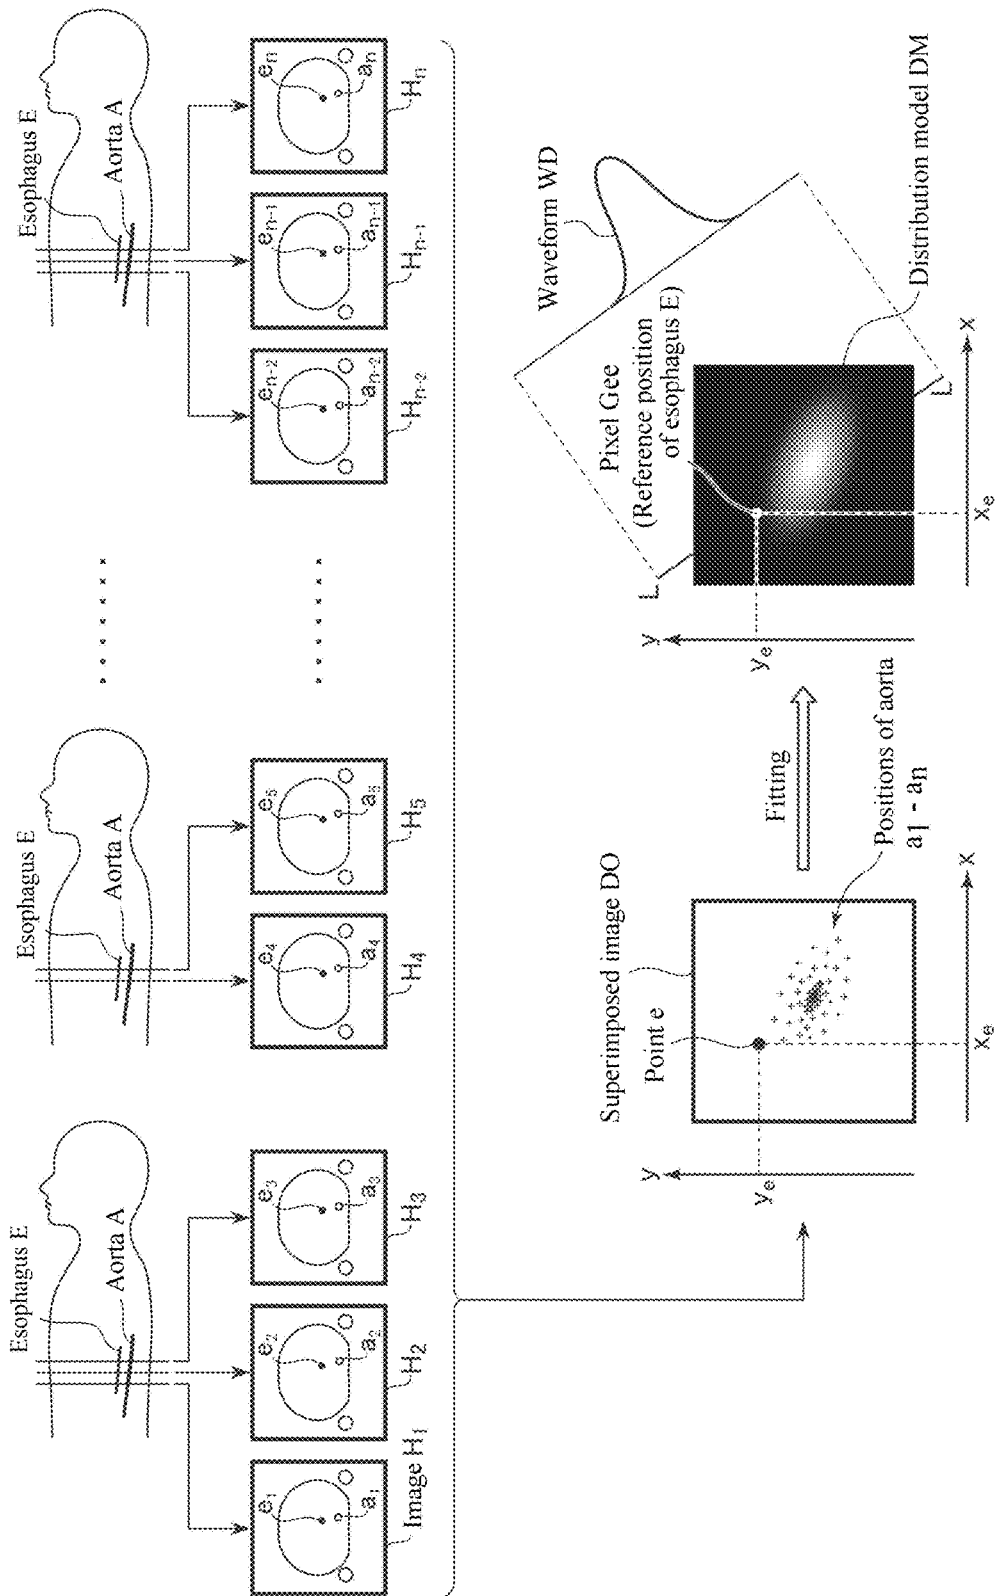 Esophagus E
Aorta A
Esophagus E
Aorta A
Esophagus E
Aorta A
e1
e2
e3
e4
e5
en-2
en-1
en
a1
a2
a3
a4
a5
an-2
an-1
an
Image H1
H2
H3
H4
H5
Hn-2
Hn-1
Hn
Superimposed image DO
Point e
y
ye
xe
x
Positions of aorta
a1 - an
Fitting
Waveform WD
Pixel Gee
(Reference position
of esophagus E)
L
L
y
ye
xe
x
Distribution model DM